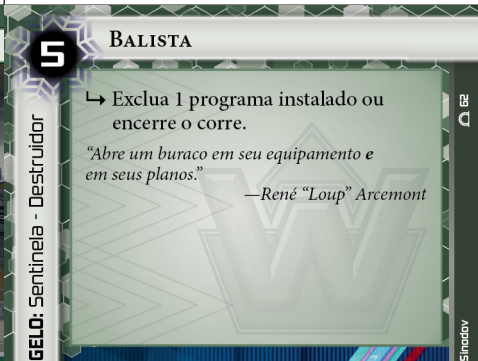 5
BALISTA
↳ Exclua 1 programa instalado ou
encerre o corre.
“Abre um buraco em seu equipamento e
em seus planos.”
—René “Loup” Arcemont
GELO: Sentinela - Destruidor
62
Sinodov